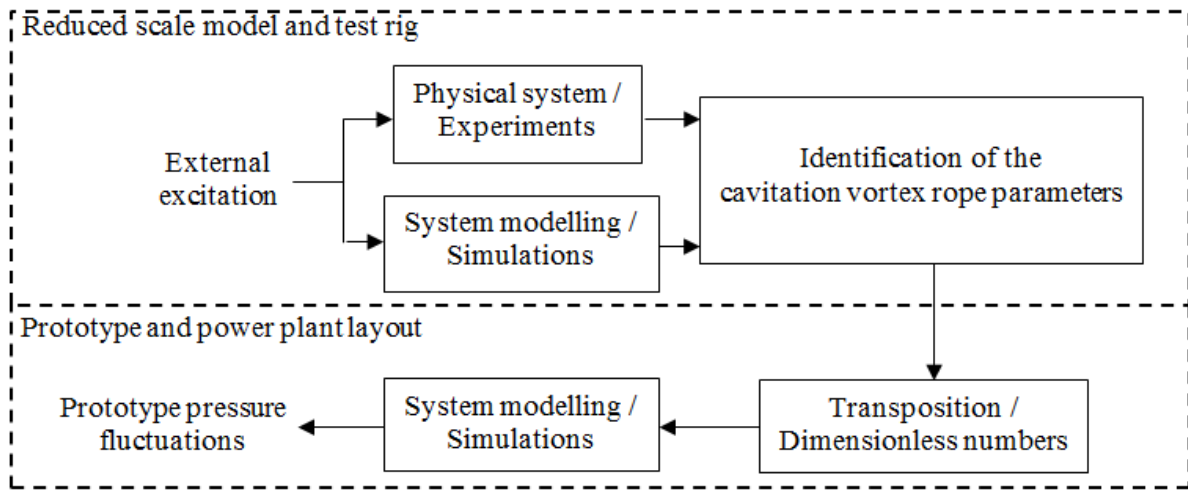 Reduced scale model and test rig
Physical system /
Experiments
External
excitation
System modelling /
Simulations
Identification of the
cavitation vortex rope parameters
Prototype and power plant layout
Prototype pressure
fluctuations
System modelling /
Simulations
Transposition /
Dimensionless numbers